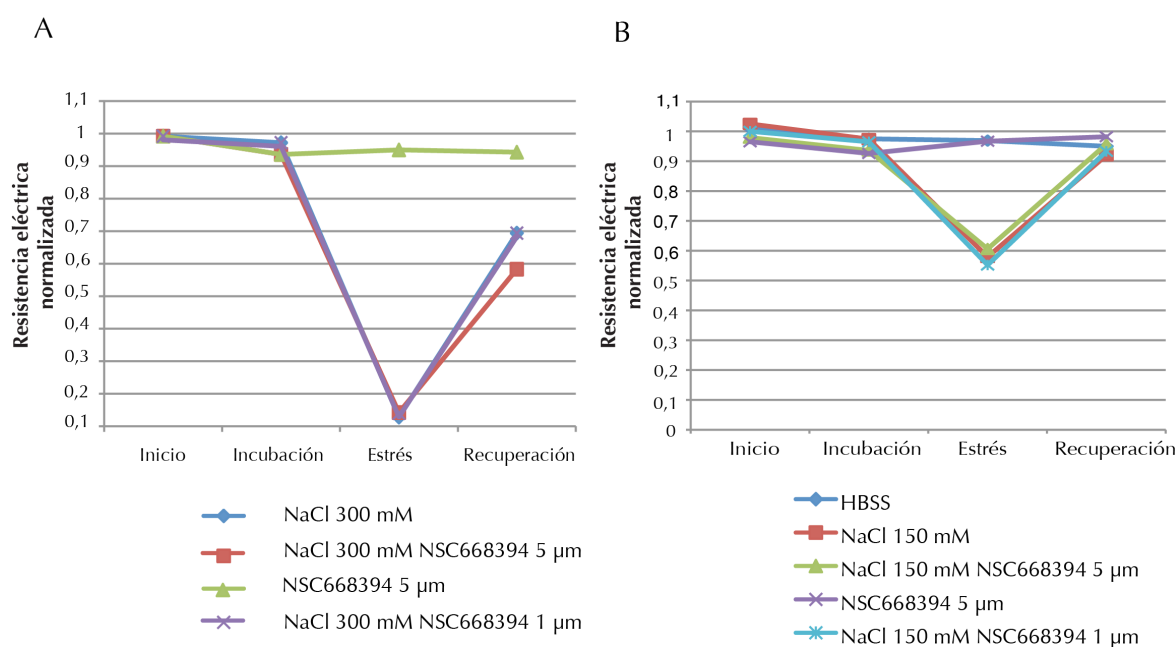 A
Resistencia eléctrica
normalizada
1,1
1
0,9
0,8
0,7
0,6
0,5
0,4
0,3
0,2
0,1
Inicio
Incubación
Estrés
Recuperación
NaCl 300 mM
NaCl 300 mM NSC668394 5 µm
NSC668394 5 µm
NaCl 300 mM NSC668394 1 µm
B
Resistencia eléctrica
normalizada
1,1
1
0,9
0,8
0,7
0,6
0,5
0,4
0,3
0,2
0,1
0
Inicio
Incubación
Estrés
Recuperación
HBSS
NaCl 150 mM
NaCl 150 mM NSC668394 5 µm
NSC668394 5 µm
NaCl 150 mM NSC668394 1 µm